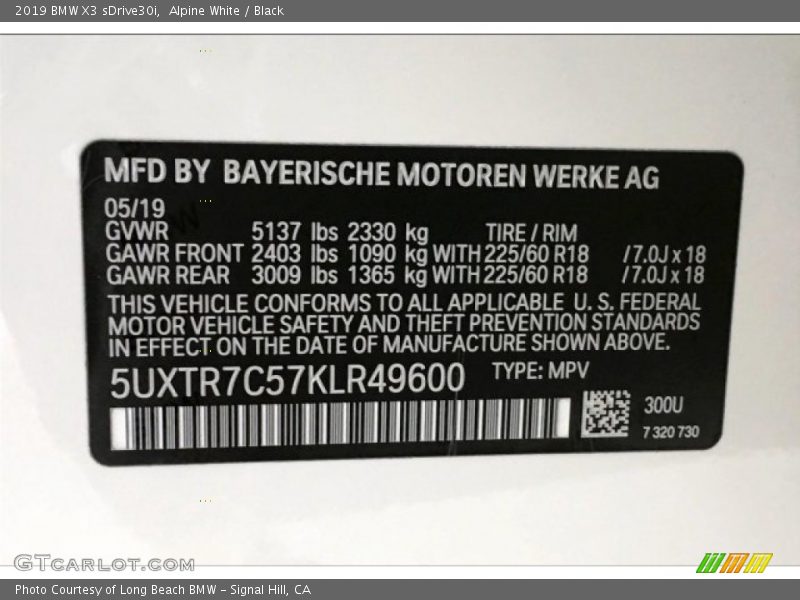 2019 BMW X3 sDrive30i, Alpine White / Black
MFD BY BAYERISCHE MOTOREN WERKE AG
05/19
GVWR 5137 lbs 2330 kg TIRE / RIM
GAWR FRONT 2403 lbs 1090 kg WITH 225/60 R18 /7.0J x 18
GAWR REAR 3009 lbs 1365 kg WITH 225/60 R18 /7.0J x 18
THIS VEHICLE CONFORMS TO ALL APPLICABLE U. S. FEDERAL
MOTOR VEHICLE SAFETY AND THEFT PREVENTION STANDARDS
IN EFFECT ON THE DATE OF MANUFACTURE SHOWN ABOVE.
5UXTR7C57KLR49600 TYPE: MPV
300U
7 320 730
GTCARLOT.COM
Photo Courtesy of Long Beach BMW - Signal Hill, CA